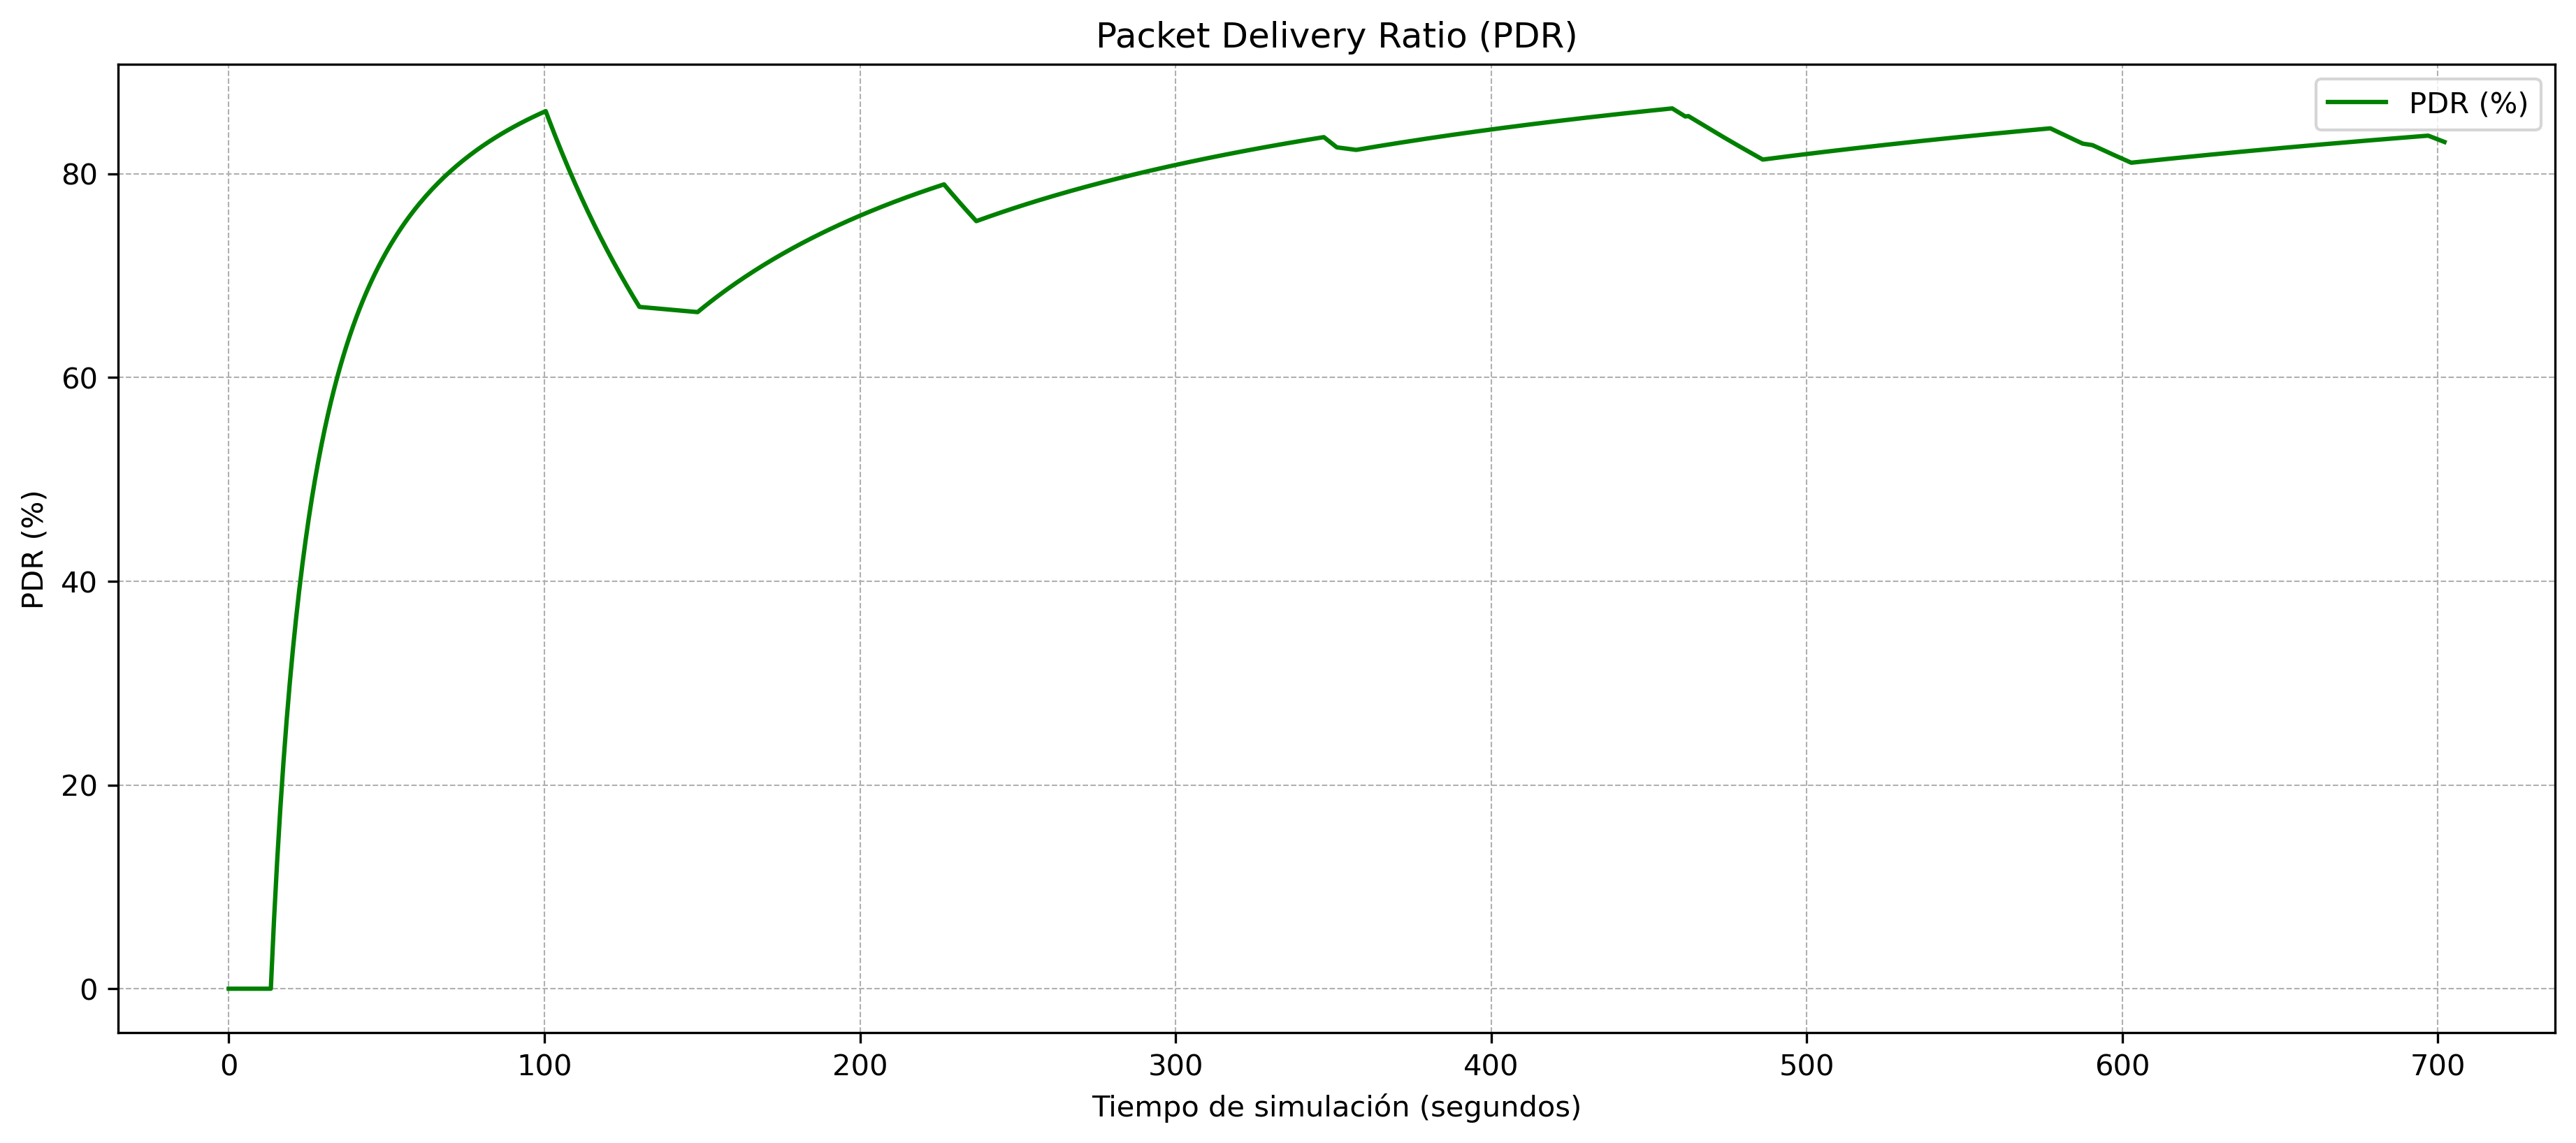 Packet Delivery Ratio (PDR)
PDR (%)
80
60
40
20
0
PDR (%)
0 100 200 300 400 500 600 700
Tiempo de simulación (segundos)